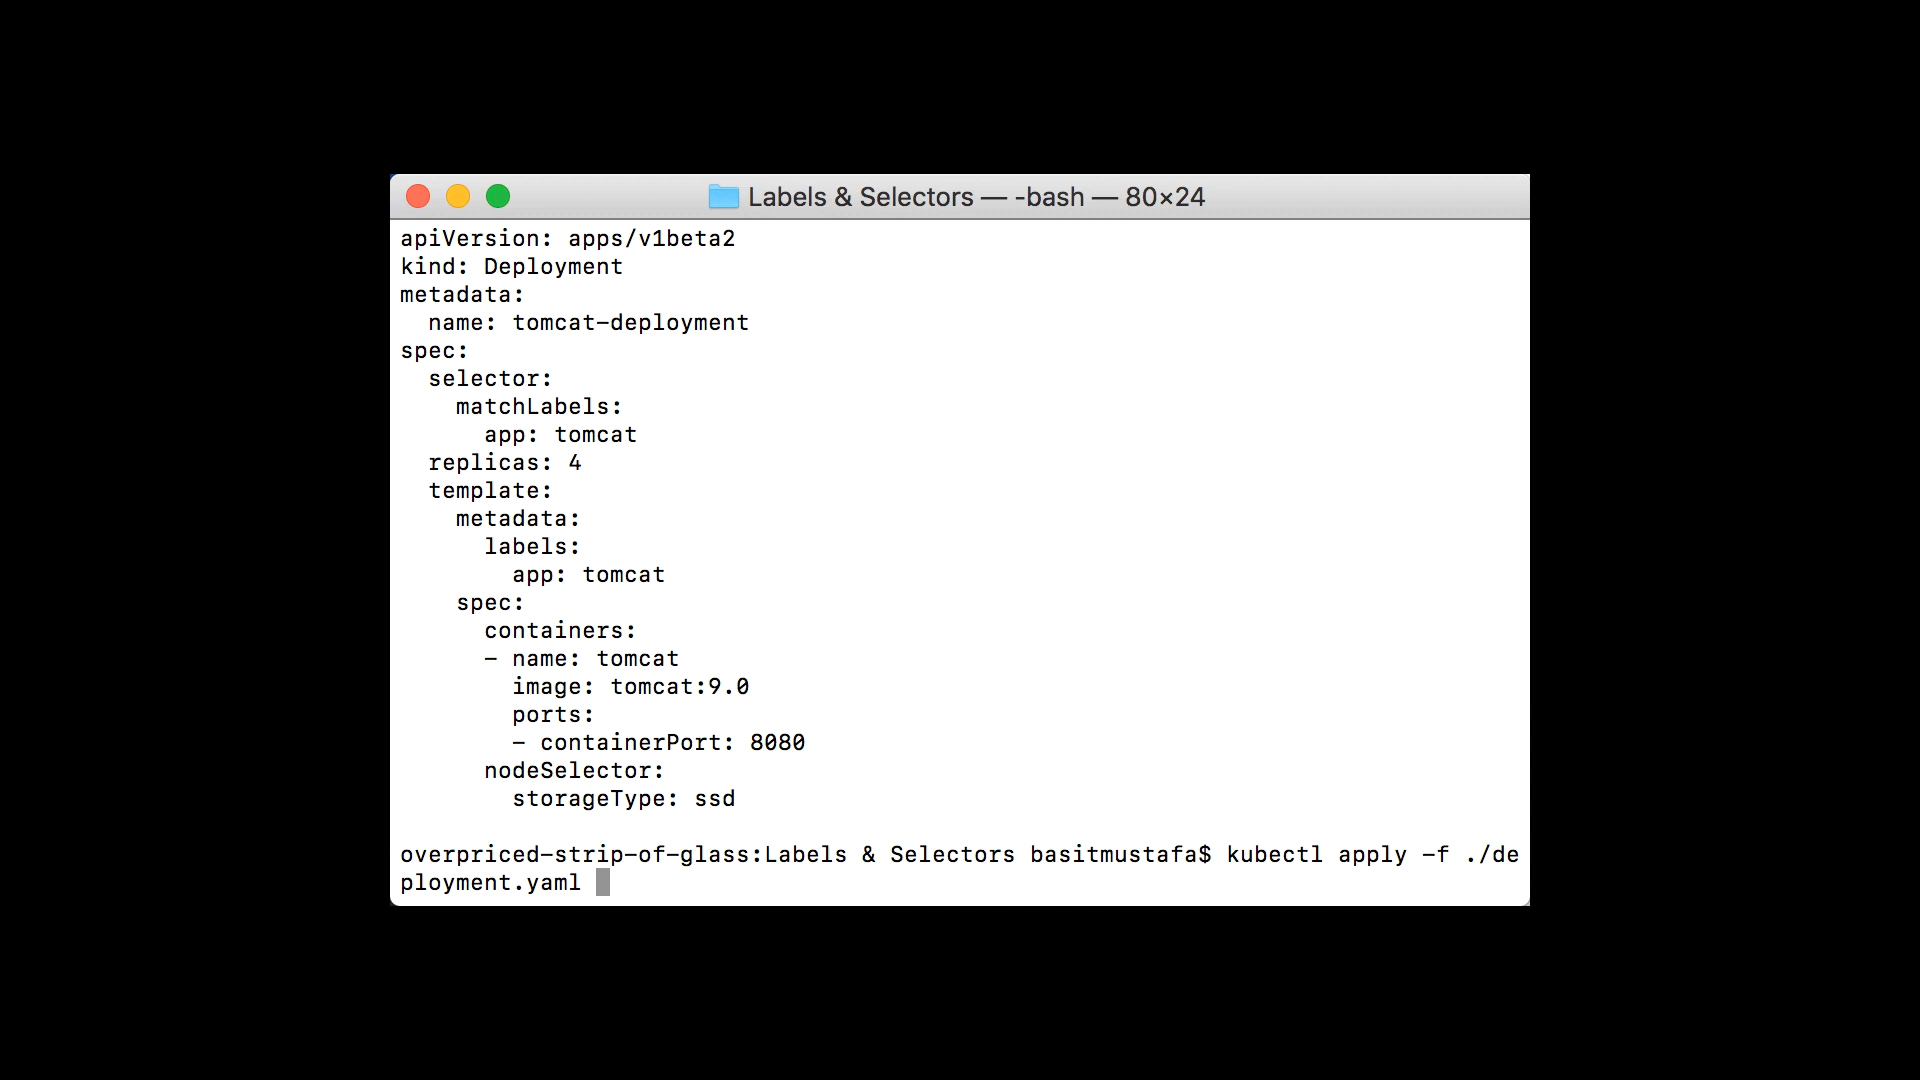 Labels & Selectors — -bash — 80×24
apiVersion: apps/v1beta2
kind: Deployment
metadata:
  name: tomcat-deployment
spec:
  selector:
    matchLabels:
      app: tomcat
  replicas: 4
  template:
    metadata:
      labels:
        app: tomcat
    spec:
      containers:
      - name: tomcat
        image: tomcat:9.0
        ports:
        - containerPort: 8080
      nodeSelector:
        storageType: ssd
overpriced-strip-of-glass:Labels & Selectors basitmustafa$ kubectl apply -f ./de
ployment.yaml